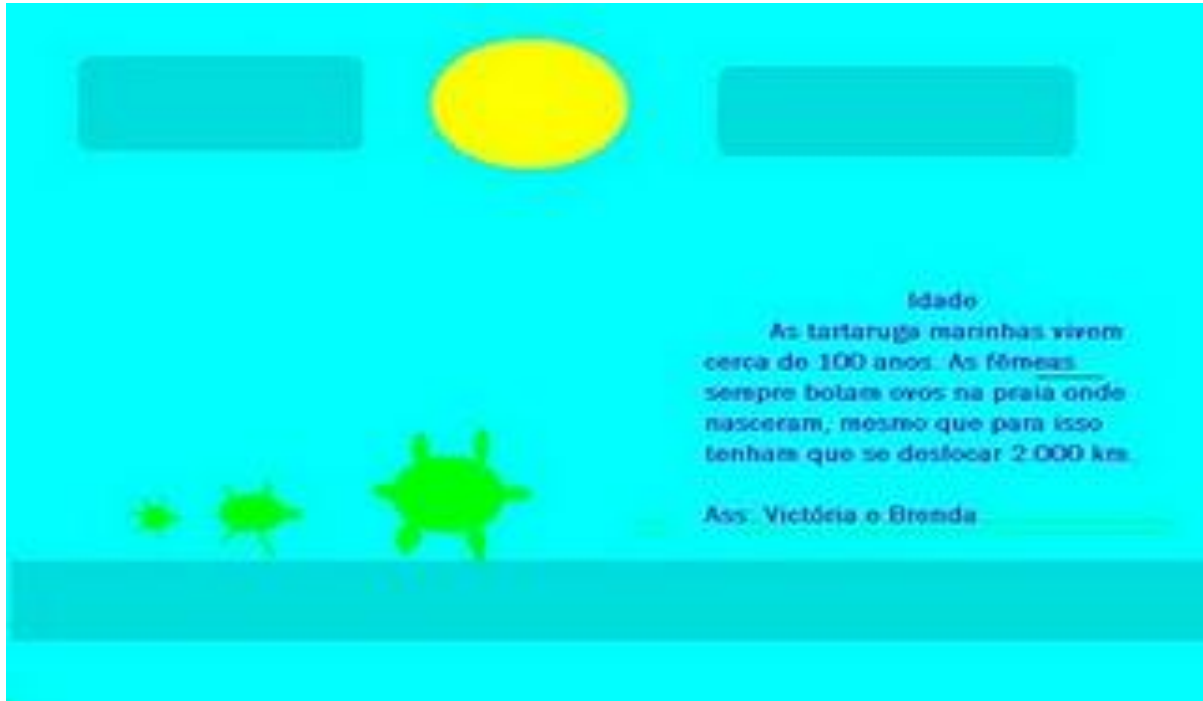 Idade
As tartaruga marinhas vivem
cerca de 100 anos. As fêmeas
sempre botam ovos na praia onde
nasceram, mesmo que para isso
tenham que se deslocar 2.000 km.
Ass: Victória e Brenda